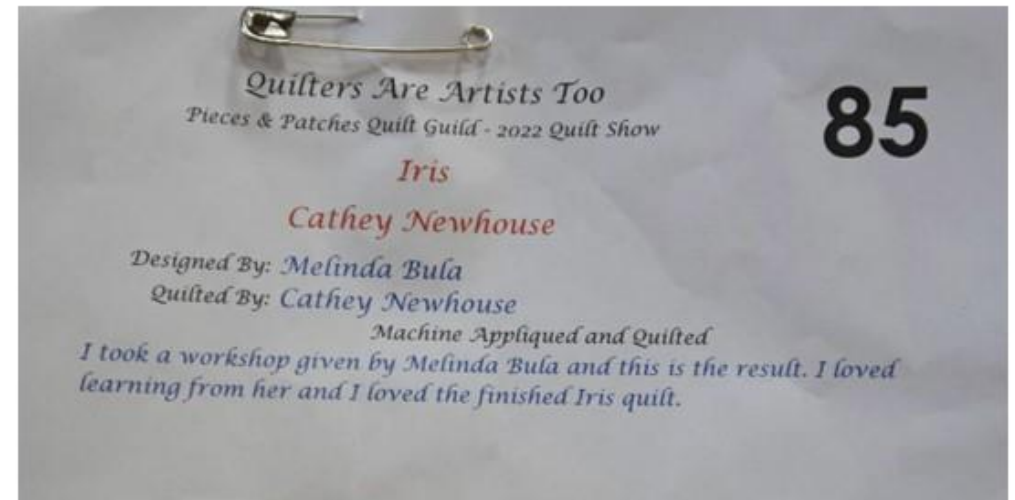 Quilters Are Artists Too
Pieces & Patches Quilt Guild - 2022 Quilt Show
85
Iris
Cathey Newhouse
Designed By: Melinda Bula
Quilted By: Cathey Newhouse
Machine Appliqued and Quilted
I took a workshop given by Melinda Bula and this is the result. I loved
learning from her and I loved the finished Iris quilt.